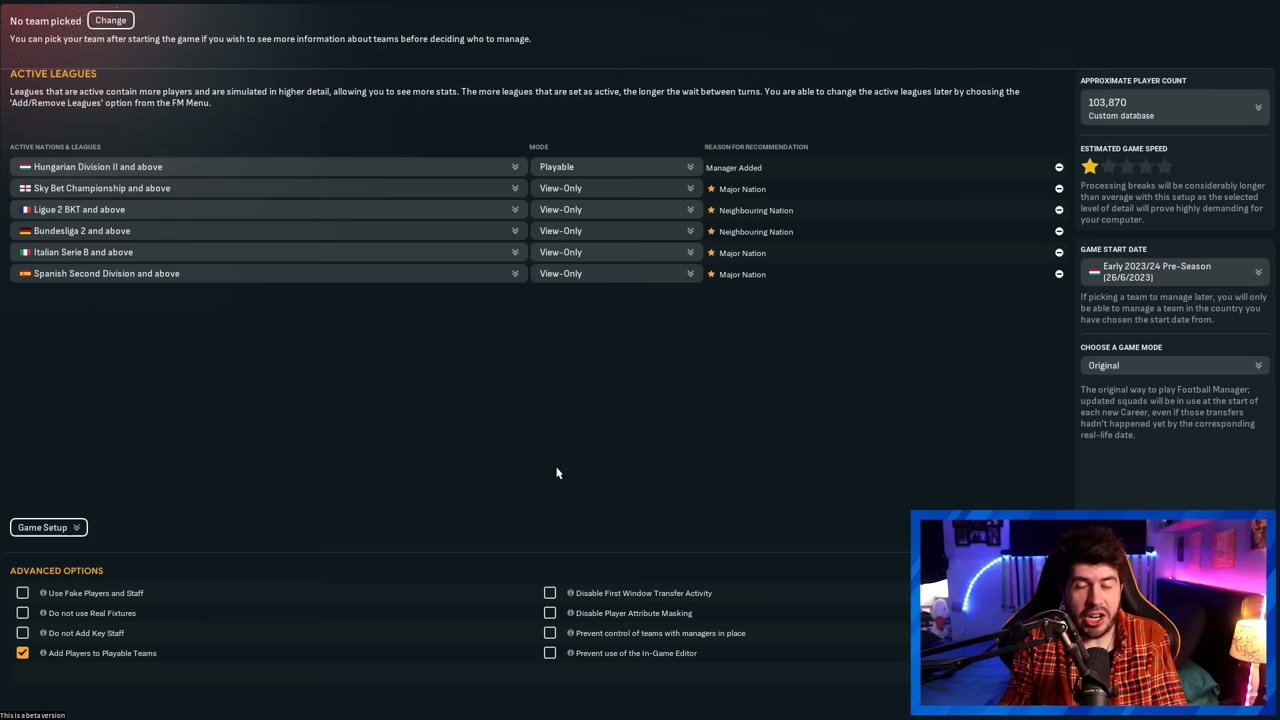 No team picked
Change
You can pick your team after starting the game if you wish to see more information about teams before deciding who to manage.
ACTIVE LEAGUES
Leagues that are active contain more players and are simulated in higher detail, allowing you to see more stats. The more leagues that are set as active, the longer the wait between turns. You are able to change the active leagues later by choosing the
'Add/Remove Leagues' option from the FM Menu.
ACTIVE NATIONS & LEAGUES
MODE
REASON FOR RECOMMENDATION
Hungarian Division II and above
Playable
Manager Added
Sky Bet Championship and above
View-Only
Major Nation
Ligue 2 BKT and above
View-Only
Neighbouring Nation
Bundesliga 2 and above
View-Only
Neighbouring Nation
Italian Serie B and above
View-Only
Major Nation
Spanish Second Division and above
View-Only
Major Nation
APPROXIMATE PLAYER COUNT
103,870
Custom database
ESTIMATED GAME SPEED
Processing breaks will be considerably longer
than average with this setup as the selected
level of detail will prove highly demanding for
your computer.
GAME START DATE
Early 2023/24 Pre-Season
(26/6/2023)
If picking a team to manage later, you will only
be able to manage a team in the country you
have chosen the start date from.
CHOOSE A GAME MODE
Original
The original way to play Football Manager;
updated squads will be in use at the start of
each new Career, even if those transfers
hadn't happened yet by the corresponding
real-life date.
Game Setup
ADVANCED OPTIONS
Use Fake Players and Staff
Disable First Window Transfer Activity
Do not use Real Fixtures
Disable Player Attribute Masking
Do not Add Key Staff
Prevent control of teams with managers in place
Add Players to Playable Teams
Prevent use of the In-Game Editor
This is a beta version